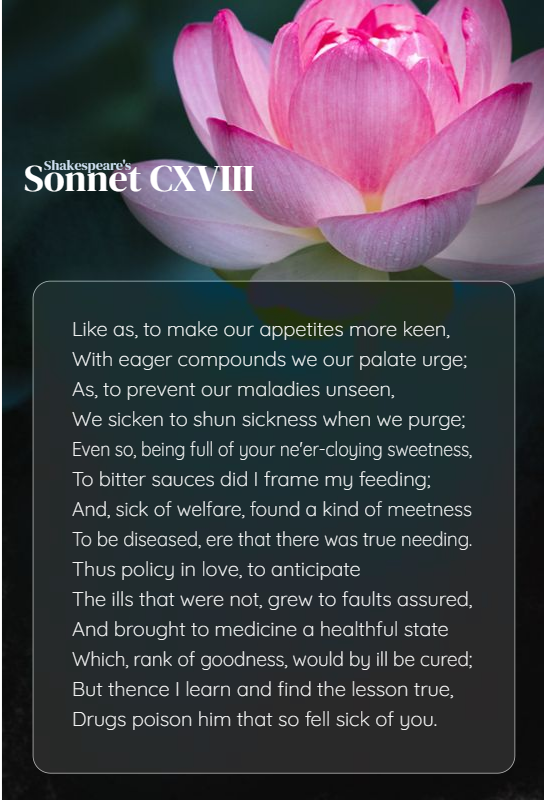 Shakespeare's
Sonnet CXVIII
Like as, to make our appetites more keen,
With eager compounds we our palate urge;
As, to prevent our maladies unseen,
We sicken to shun sickness when we purge;
Even so, being full of your ne'er-cloying sweetness,
To bitter sauces did I frame my feeding;
And, sick of welfare, found a kind of meetness
To be diseased, ere that there was true needing.
Thus policy in love, to anticipate
The ills that were not, grew to faults assured,
And brought to medicine a healthful state
Which, rank of goodness, would by ill be cured;
But thence I learn and find the lesson true,
Drugs poison him that so fell sick of you.